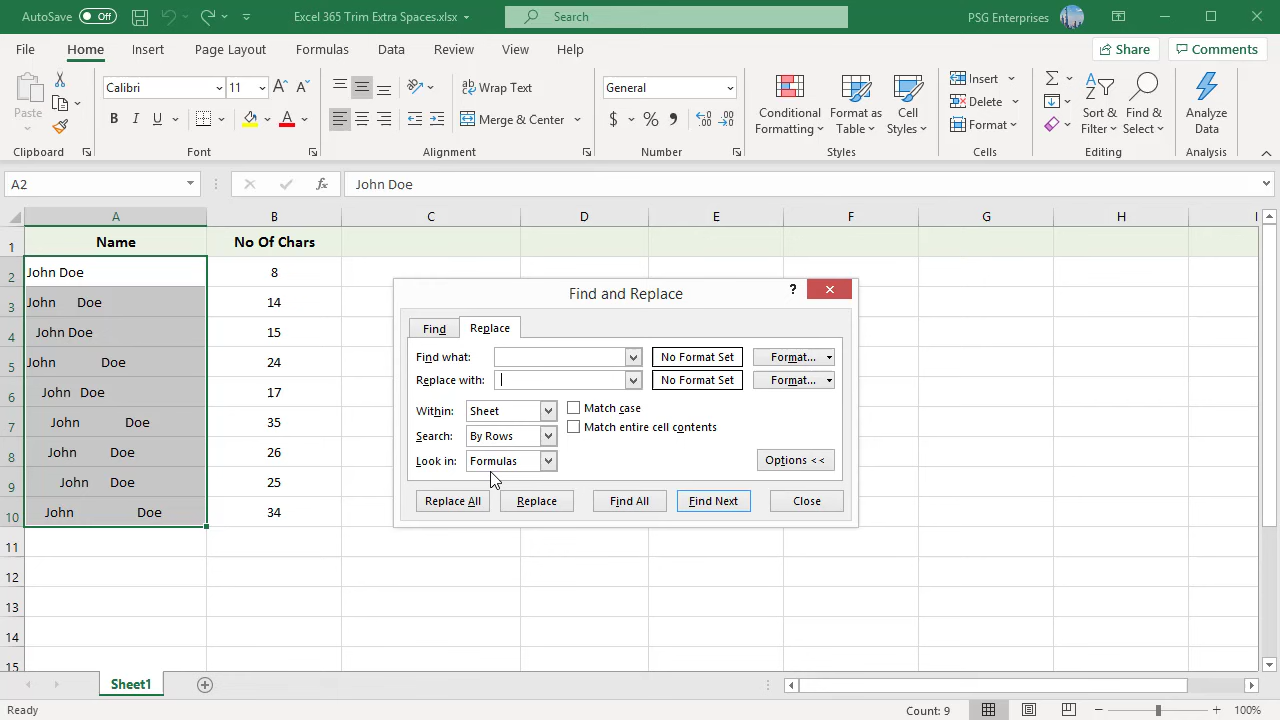 AutoSave Off Excel 365 Trim Extra Spaces.xlsx Search PSG Enterprises
File Home Insert Page Layout Formulas Data Review View Help Share Comments
Paste
Clipboard
Calibri 11
B I U A
Font
Wrap Text
Merge & Center
Alignment
General
$ % 9
Number
Conditional
Formatting
Format as
Table
Cell
Styles
Styles
Insert
Delete
Format
Cells
Sort &
Filter
Find &
Select
Editing
Analyze
Data
Analysis
A2 fx John Doe
A B C D E F G H I
1 Name No Of Chars
2 John Doe 8
3 John Doe 14
4 John Doe 15
5 John Doe 24
6 John Doe 17
7 John Doe 35
8 John Doe 26
9 John Doe 25
10 John Doe 34
11
12
13
14
15
Find and Replace ?
Find Replace
Find what: No Format Set Format...
Replace with: No Format Set Format...
Within: Sheet Match case
Search: By Rows Match entire cell contents
Look in: Formulas Options <<
Replace All Replace Find All Find Next Close
Sheet1
Ready Count: 9 100%